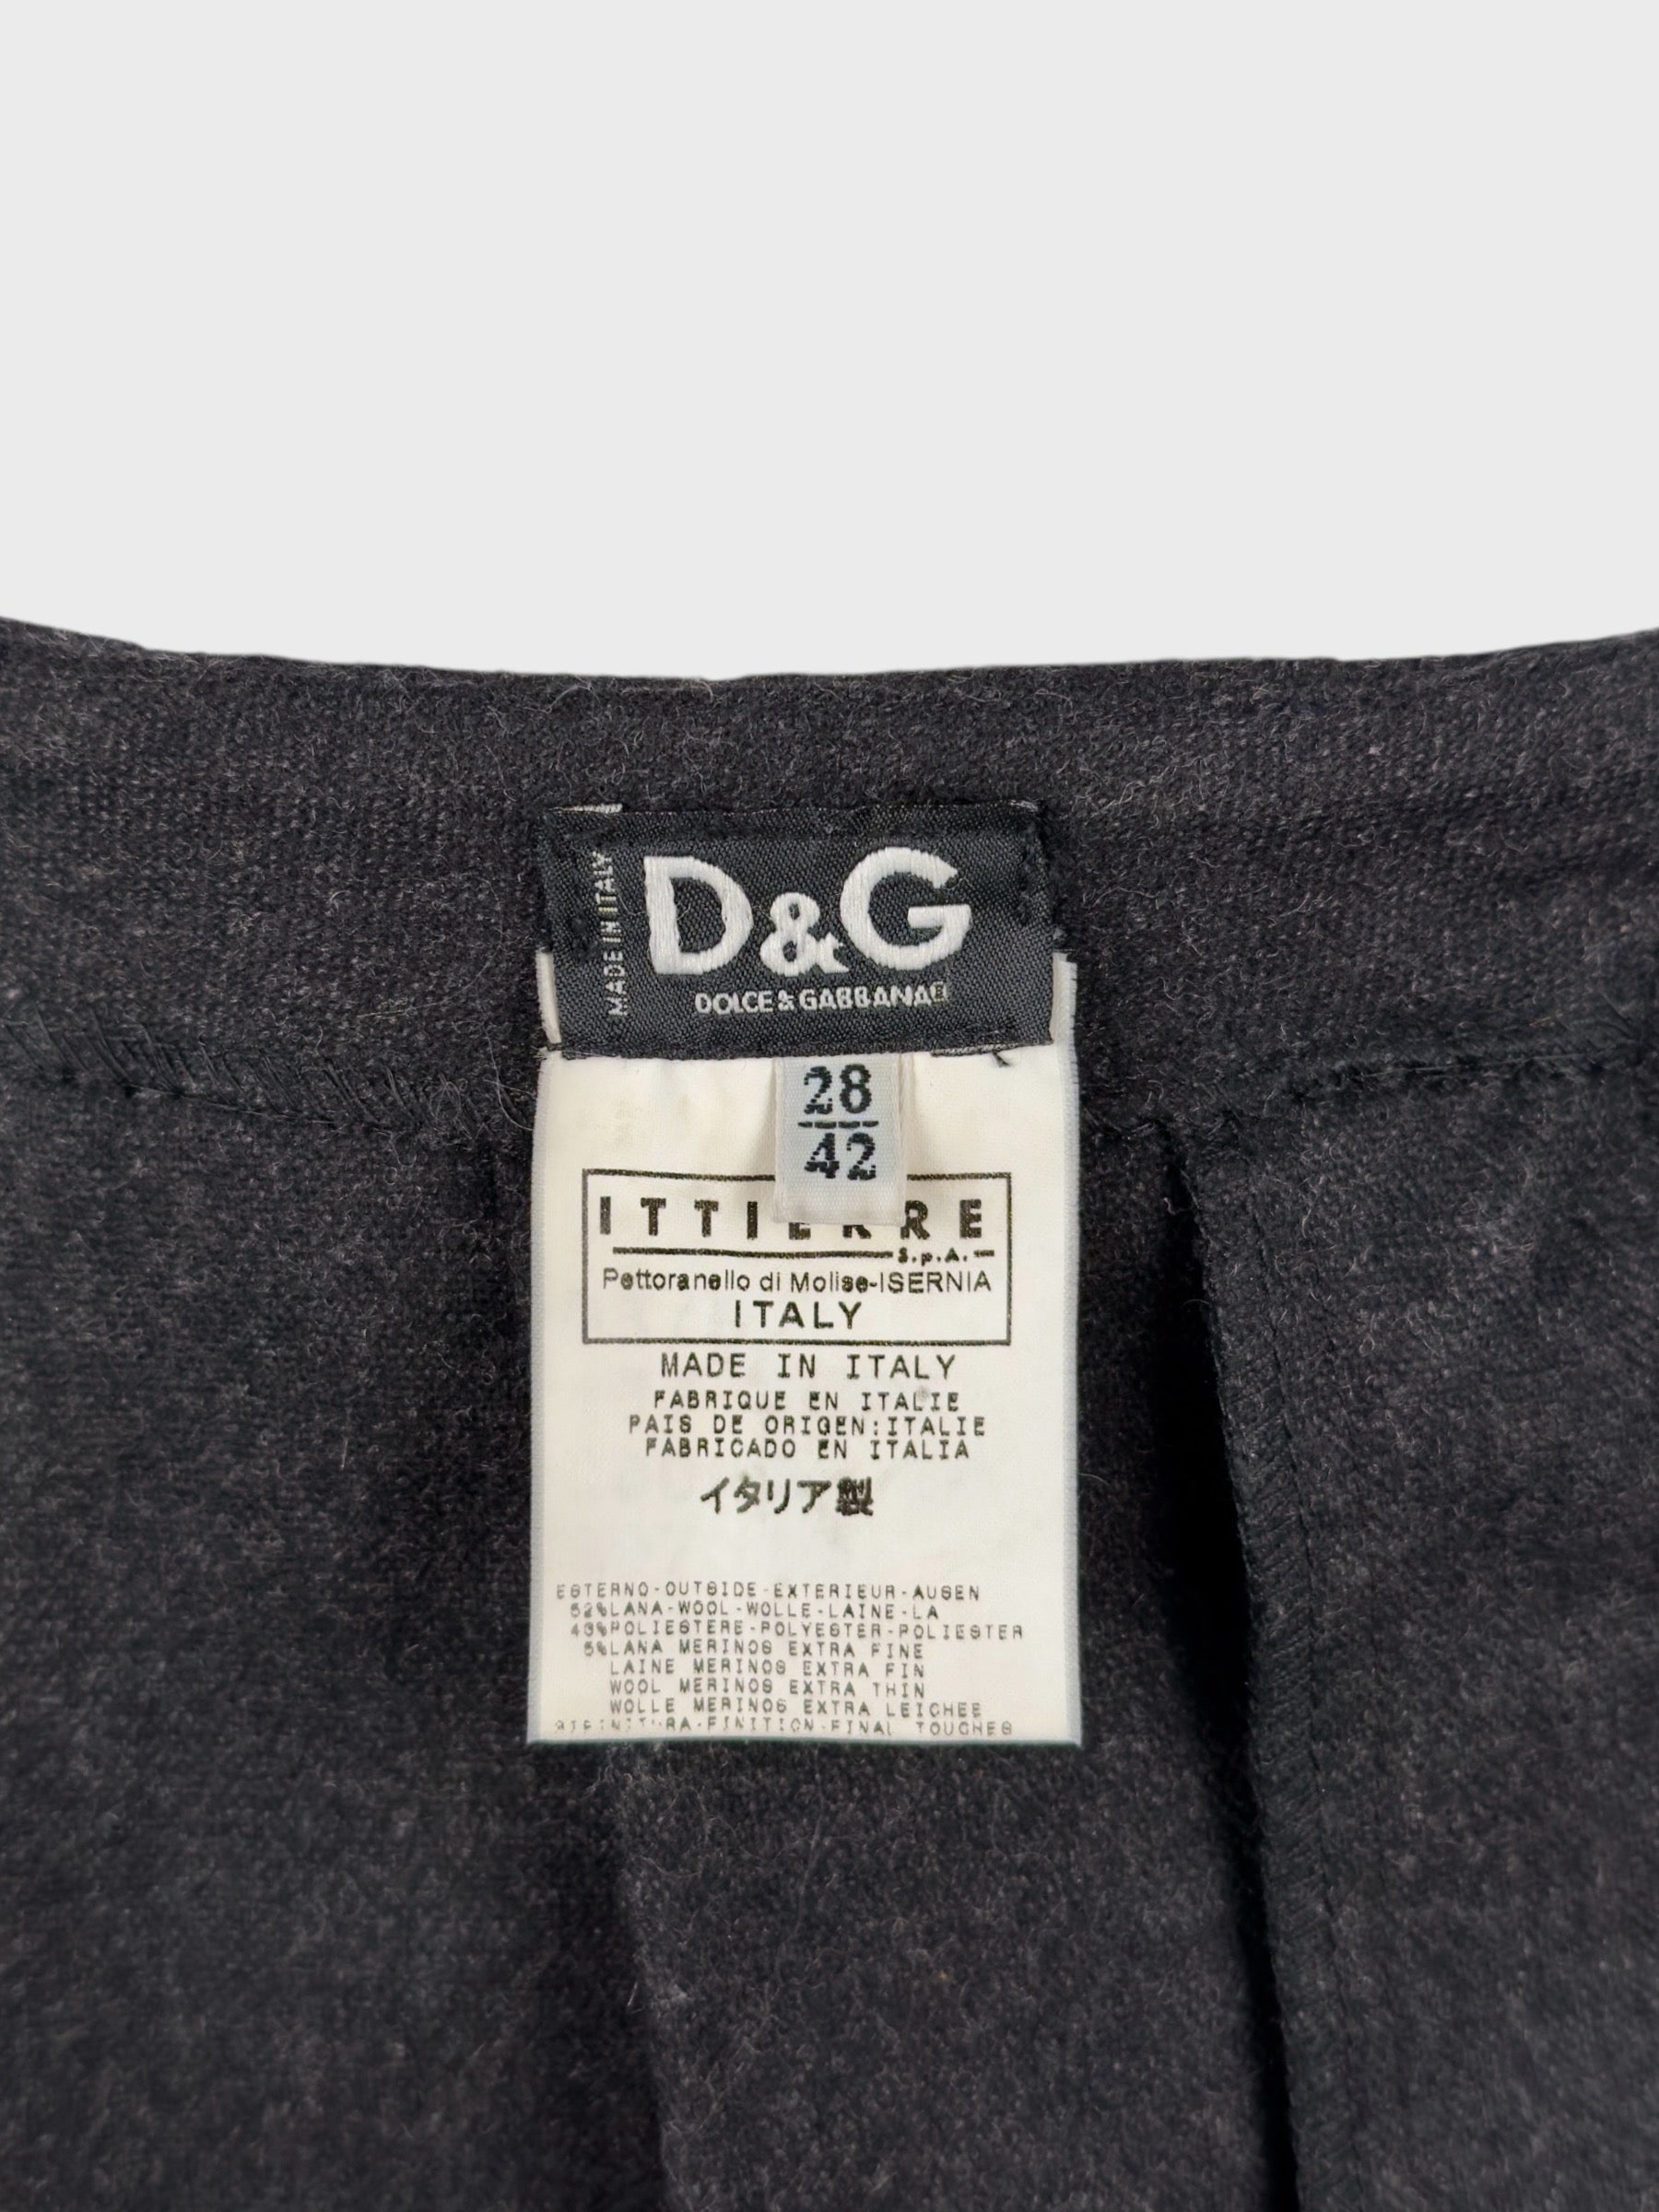 MADE IN ITALY
D&G
DOLCE & GABBANA
28
42
ITTIERRE
S.p.A.
Pettoranello di Molise-ISERNIA
ITALY
MADE IN ITALY
FABRIQUE EN ITALIE
PAIS DE ORIGEN:ITALIE
FABRICADO EN ITALIA
イタリア製
ESTERNO-OUTSIDE-EXTERIEUR-AUSEN
52%LANA-WOOL-WOLLE-LAINE-LA
43%POLIESTERE-POLYESTER-POLIESTER
5%LANA MERINOS EXTRA FINE
LAINE MERINOS EXTRA FIN
WOOL MERINOS EXTRA THIN
WOLLE MERINOS EXTRA LEICHEE
FINITION-FINAL TOUCHES